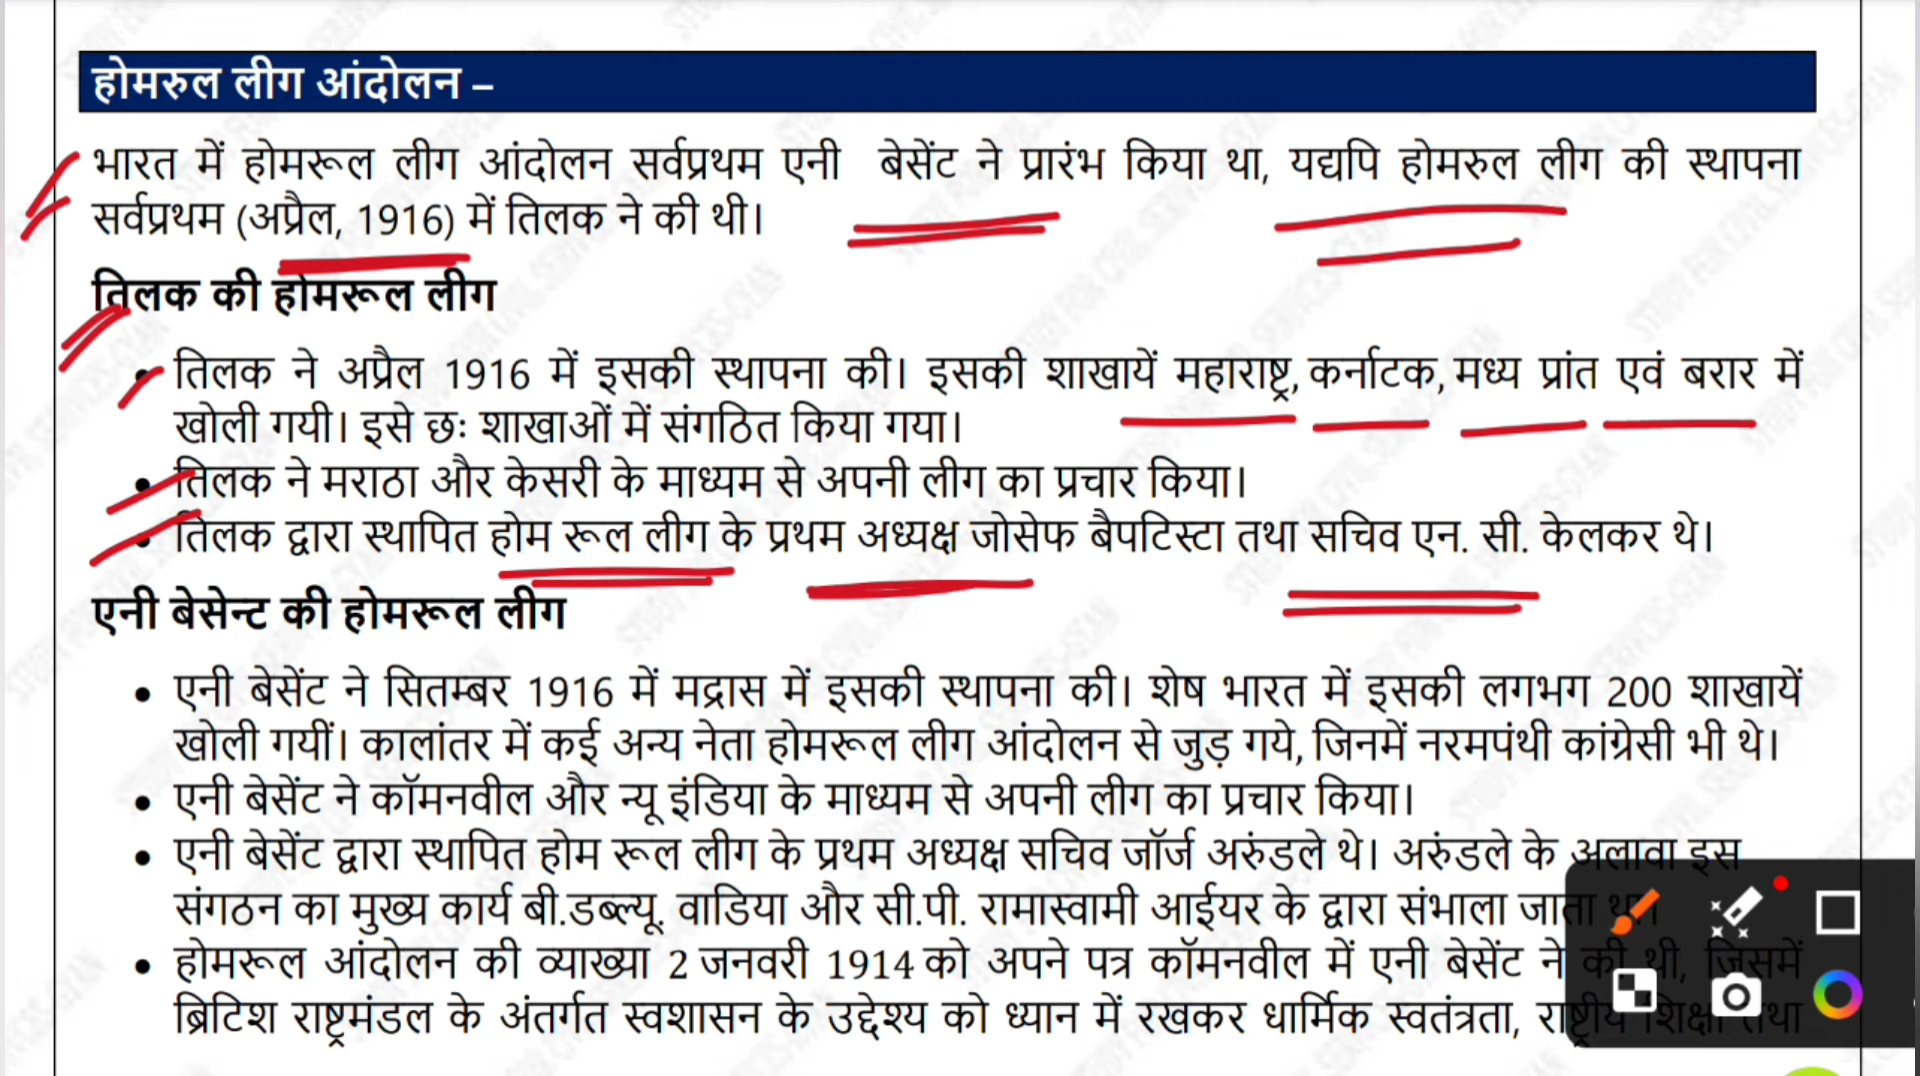 होमरुल लीग आंदोलन –
भारत में होमरूल लीग आंदोलन सर्वप्रथम एनी बेसेंट ने प्रारंभ किया था, यद्यपि होमरुल लीग की स्थापना
सर्वप्रथम (अप्रैल, 1916) में तिलक ने की थी।
तिलक की होमरूल लीग
• तिलक ने अप्रैल 1916 में इसकी स्थापना की। इसकी शाखायें महाराष्ट्र, कर्नाटक, मध्य प्रांत एवं बरार में
खोली गयी। इसे छः शाखाओं में संगठित किया गया।
• तिलक ने मराठा और केसरी के माध्यम से अपनी लीग का प्रचार किया।
• तिलक द्वारा स्थापित होम रूल लीग के प्रथम अध्यक्ष जोसेफ बैपटिस्टा तथा सचिव एन. सी. केलकर थे।
एनी बेसेन्ट की होमरूल लीग
• एनी बेसेंट ने सितम्बर 1916 में मद्रास में इसकी स्थापना की। शेष भारत में इसकी लगभग 200 शाखायें
खोली गयीं। कालांतर में कई अन्य नेता होमरूल लीग आंदोलन से जुड़ गये, जिनमें नरमपंथी कांग्रेसी भी थे।
• एनी बेसेंट ने कॉमनवील और न्यू इंडिया के माध्यम से अपनी लीग का प्रचार किया।
• एनी बेसेंट द्वारा स्थापित होम रूल लीग के प्रथम अध्यक्ष सचिव जॉर्ज अरुंडले थे। अरुंडले के अलावा इस
संगठन का मुख्य कार्य बी.डब्ल्यू. वाडिया और सी.पी. रामास्वामी आईयर के द्वारा संभाला जाता था।
• होमरूल आंदोलन की व्याख्या 2 जनवरी 1914 को अपने पत्र कॉमनवील में एनी बेसेंट ने की थी, जिसमें
ब्रिटिश राष्ट्रमंडल के अंतर्गत स्वशासन के उद्देश्य को ध्यान में रखकर धार्मिक स्वतंत्रता, राष्ट्रीय शिक्षा तथा